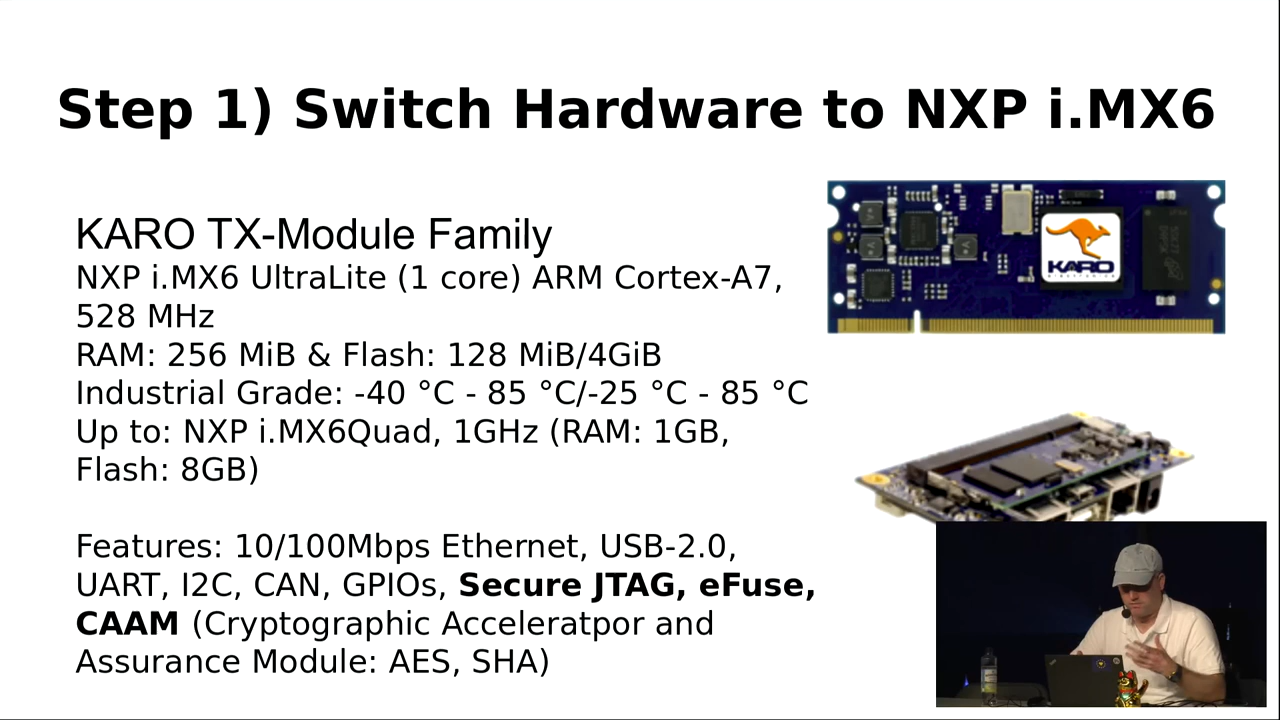 Step 1) Switch Hardware to NXP i.MX6
KARO TX-Module Family
NXP i.MX6 UltraLite (1 core) ARM Cortex-A7,
528 MHz
RAM: 256 MiB & Flash: 128 MiB/4GiB
Industrial Grade: -40 °C - 85 °C/-25 °C - 85 °C
Up to: NXP i.MX6Quad, 1GHz (RAM: 1GB,
Flash: 8GB)
Features: 10/100Mbps Ethernet, USB-2.0,
UART, I2C, CAN, GPIOs, Secure JTAG, eFuse,
CAAM (Cryptographic Acceleratpor and
Assurance Module: AES, SHA)
KARO